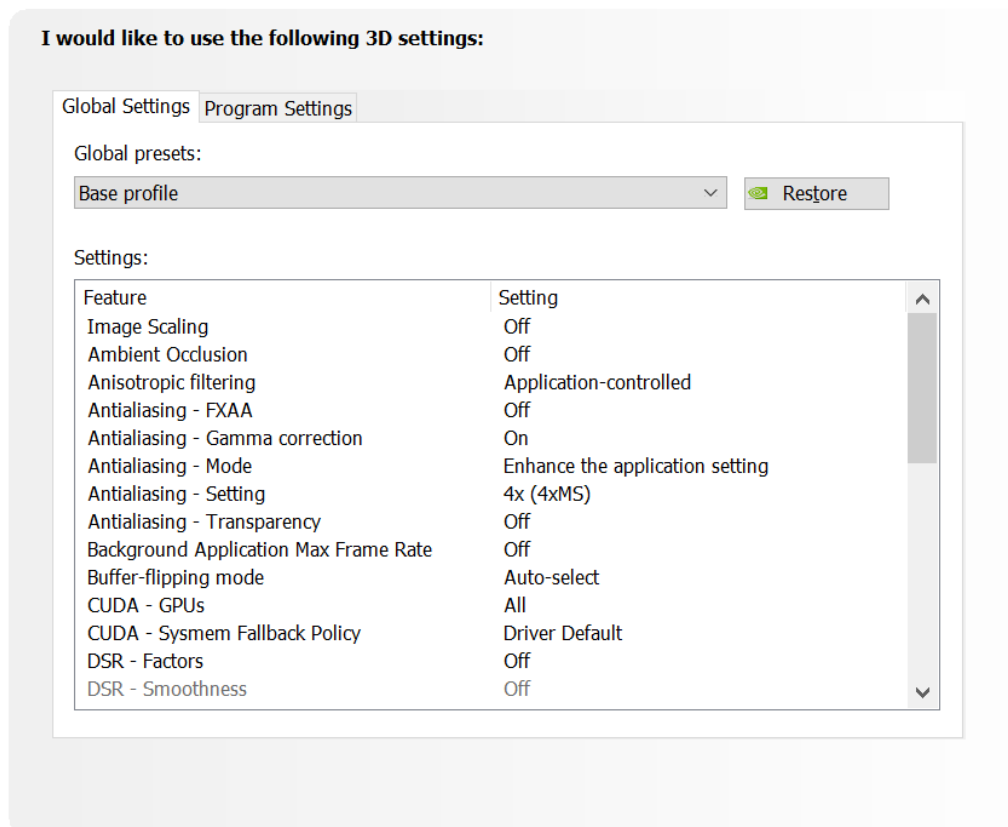 I would like to use the following 3D settings:
Global Settings Program Settings
Global presets:
Base profile Restore
Settings:
Feature Setting
Image Scaling Off
Ambient Occlusion Off
Anisotropic filtering Application-controlled
Antialiasing - FXAA Off
Antialiasing - Gamma correction On
Antialiasing - Mode Enhance the application setting
Antialiasing - Setting 4x (4xMS)
Antialiasing - Transparency Off
Background Application Max Frame Rate Off
Buffer-flipping mode Auto-select
CUDA - GPUs All
CUDA - Sysmem Fallback Policy Driver Default
DSR - Factors Off
DSR - Smoothness Off